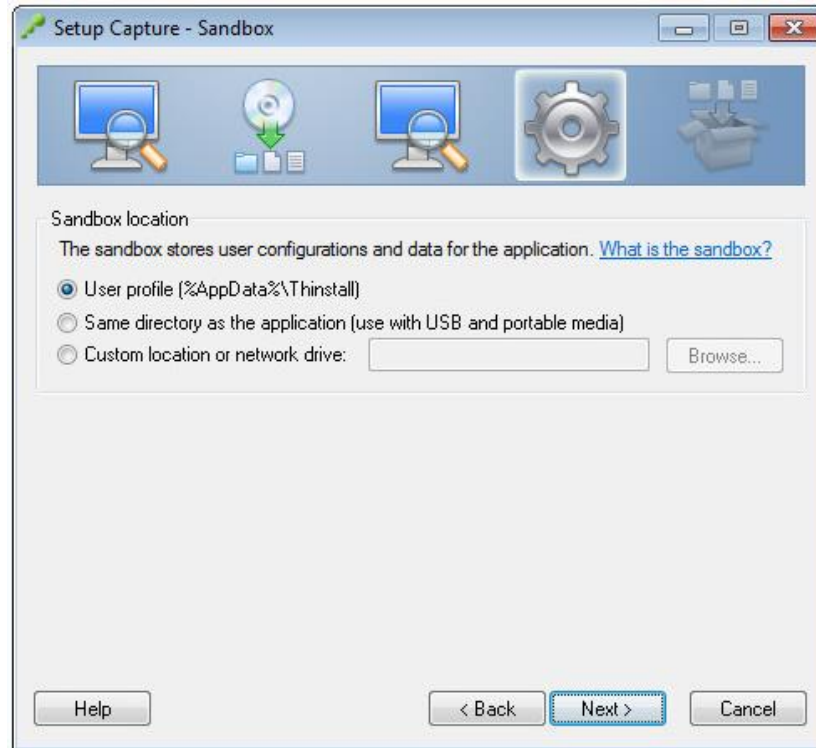 Setup Capture - Sandbox
Sandbox location
The sandbox stores user configurations and data for the application. What is the sandbox?
User profile (%AppData%\Thinstall)
Same directory as the application (use with USB and portable media)
Custom location or network drive: Browse...
Help < Back Next > Cancel